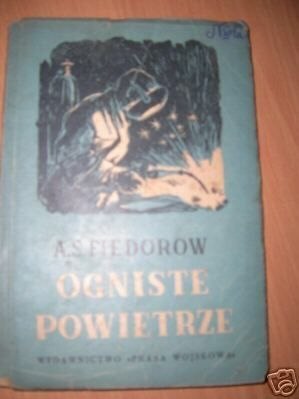 A.S. FIEDOROW
OGNISTE
POWIETRZE
WYDAWNICTWO «PRASA WOJSKOWA»